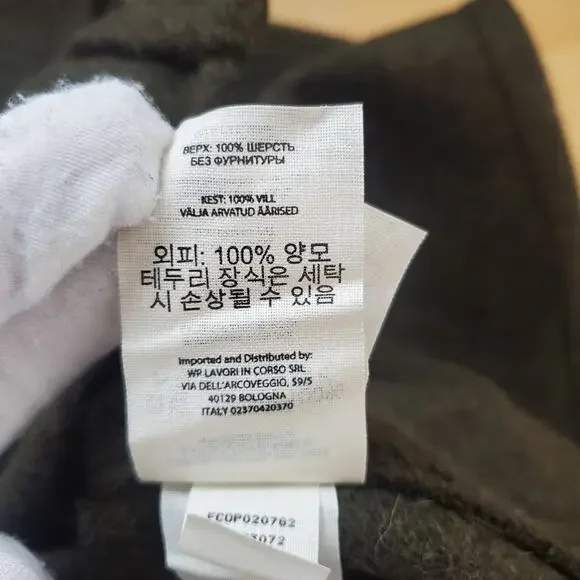 ВЕРХ: 100% ШЕРСТЬ
БЕЗ ФУРНИТУРЫ
KEST: 100% VILL
VÄLJA ARVATUD ÄÄRISED
외피: 100% 양모
테두리 장식은 세탁
시 손상될 수 있음
Imported and Distributed by:
WP LAVORI IN CORSO SRL
VIA DELL'ARCOVEGGIO, 59/5
40129 BOLOGNA
ITALY 02370420370
FCOP020762
3072